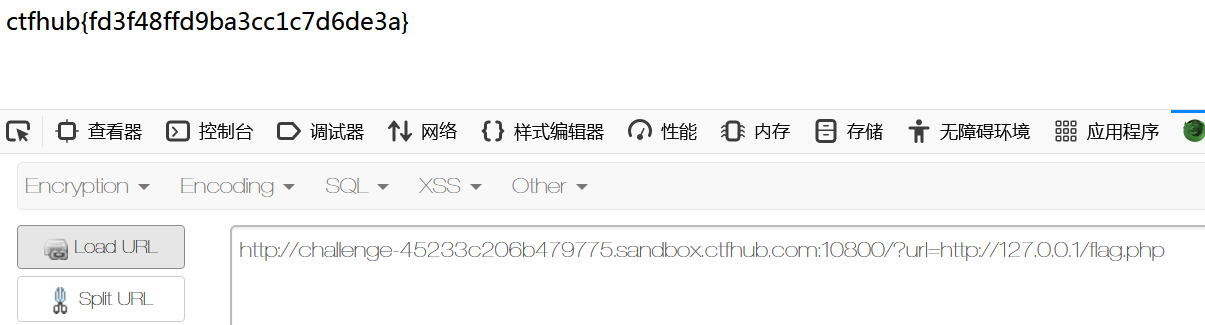 ctfhub{fd3f48ffd9ba3cc1c7d6de3a}
查看器 控制台 调试器 网络 样式编辑器 性能 内存 存储 无障碍环境 应用程序
Encryption Encoding SQL XSS Other
Load URL
http://challenge-45233c206b479775.sandbox.ctfhub.com:10800/?url=http://127.0.0.1/flag.php
Split URL